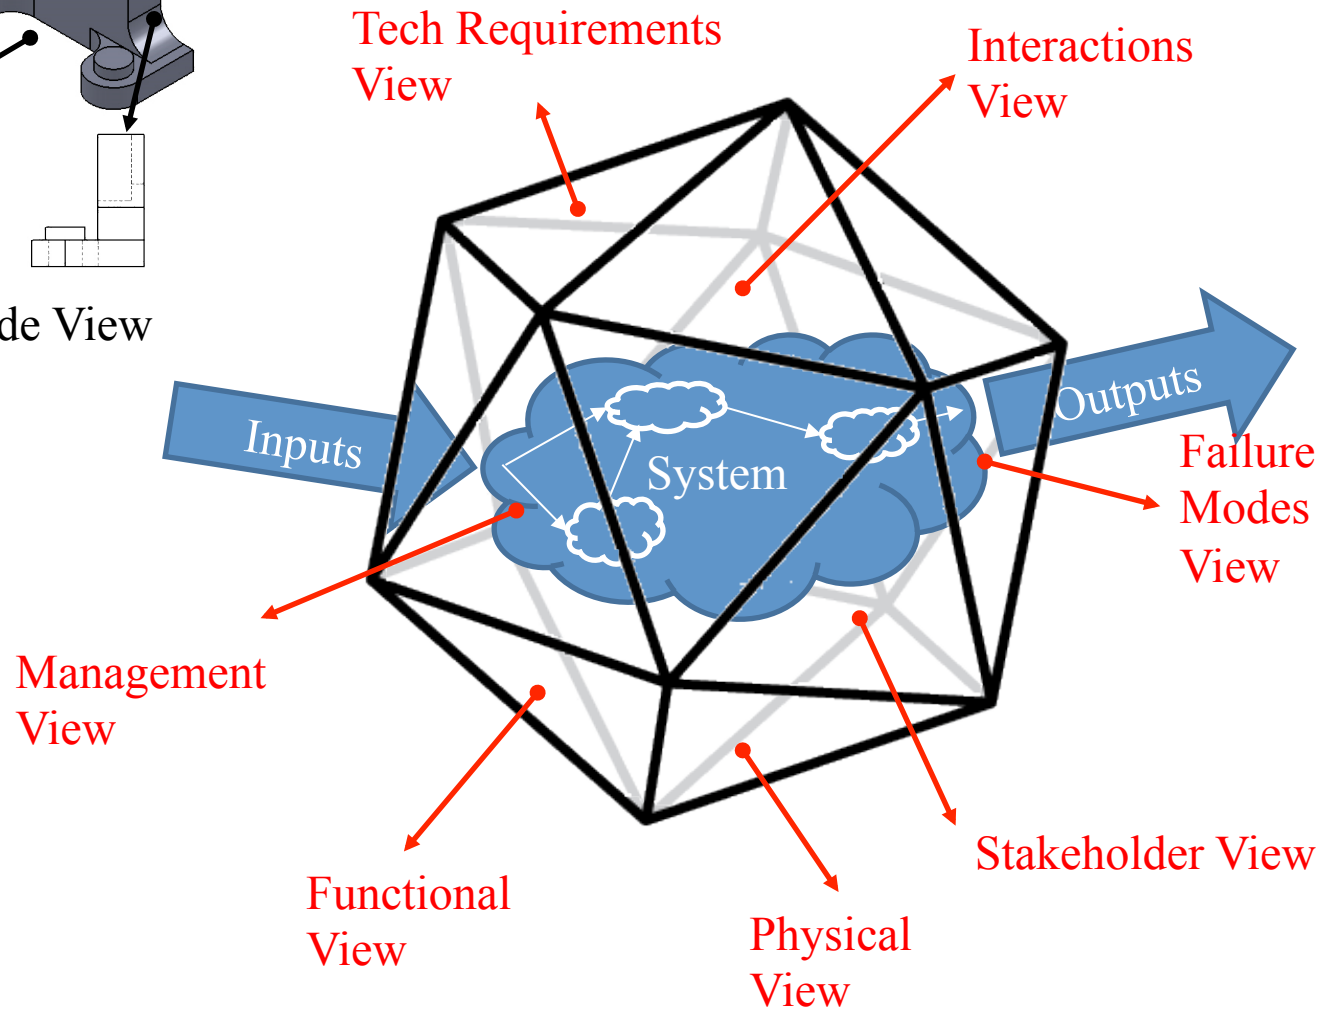 Tech Requirements
View
Interactions
View
de View
Inputs
Outputs
System
Failure
Modes
View
Management
View
Stakeholder View
Functional
View
Physical
View